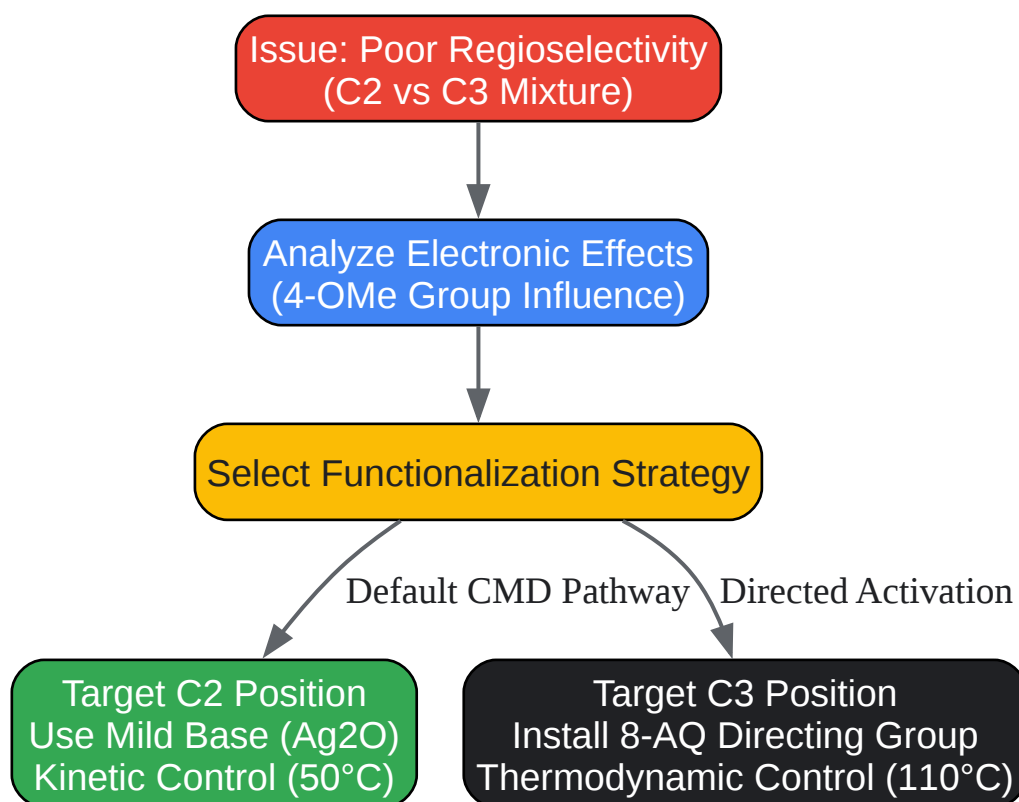 Issue: Poor Regioselectivity
(C2 vs C3 Mixture)
Analyze Electronic Effects
(4-OMe Group Influence)
Select Functionalization Strategy
Default CMD Pathway
Directed Activation
Target C2 Position
Use Mild Base (Ag2O)
Kinetic Control (50°C)
Target C3 Position
Install 8-AQ Directing Group
Thermodynamic Control (110°C)